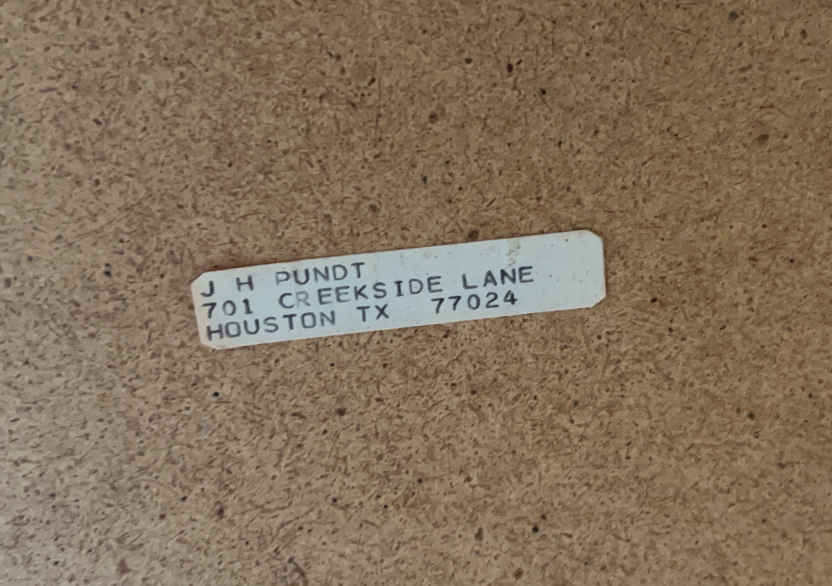 J H PUNDT
701 CREEKSIDE LANE
HOUSTON TX 77024